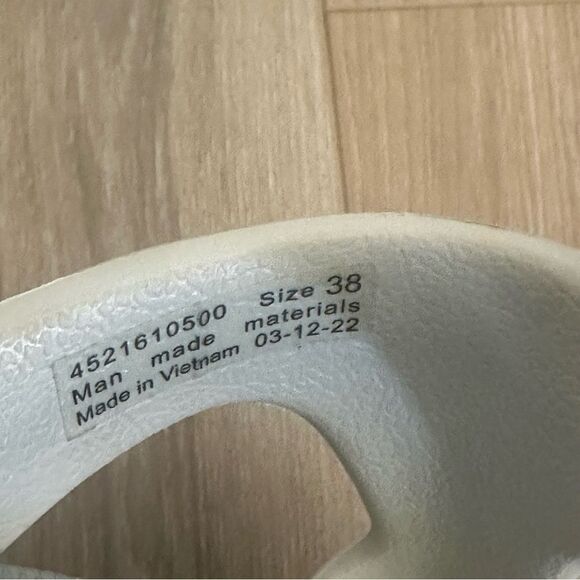 4521610500 Size 38
Man made materials
Made in Vietnam 03-12-22